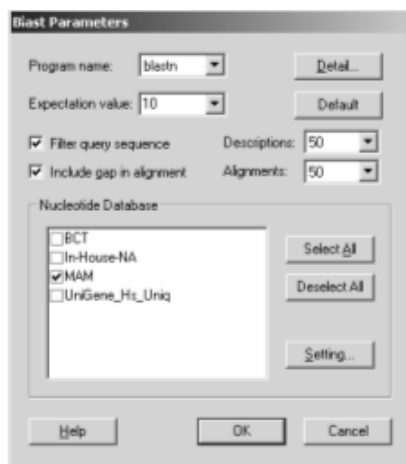 Blast Parameters
Program name: blastn Detail...
Expectation value: 10 Default
Filter query sequence Descriptions: 50
Include gap in alignment Alignments: 50
Nucleotide Database
BCT
In-House-NA
MAM
UniGene_Hs_Uniq
Select All
Deselect All
Setting...
Help OK Cancel